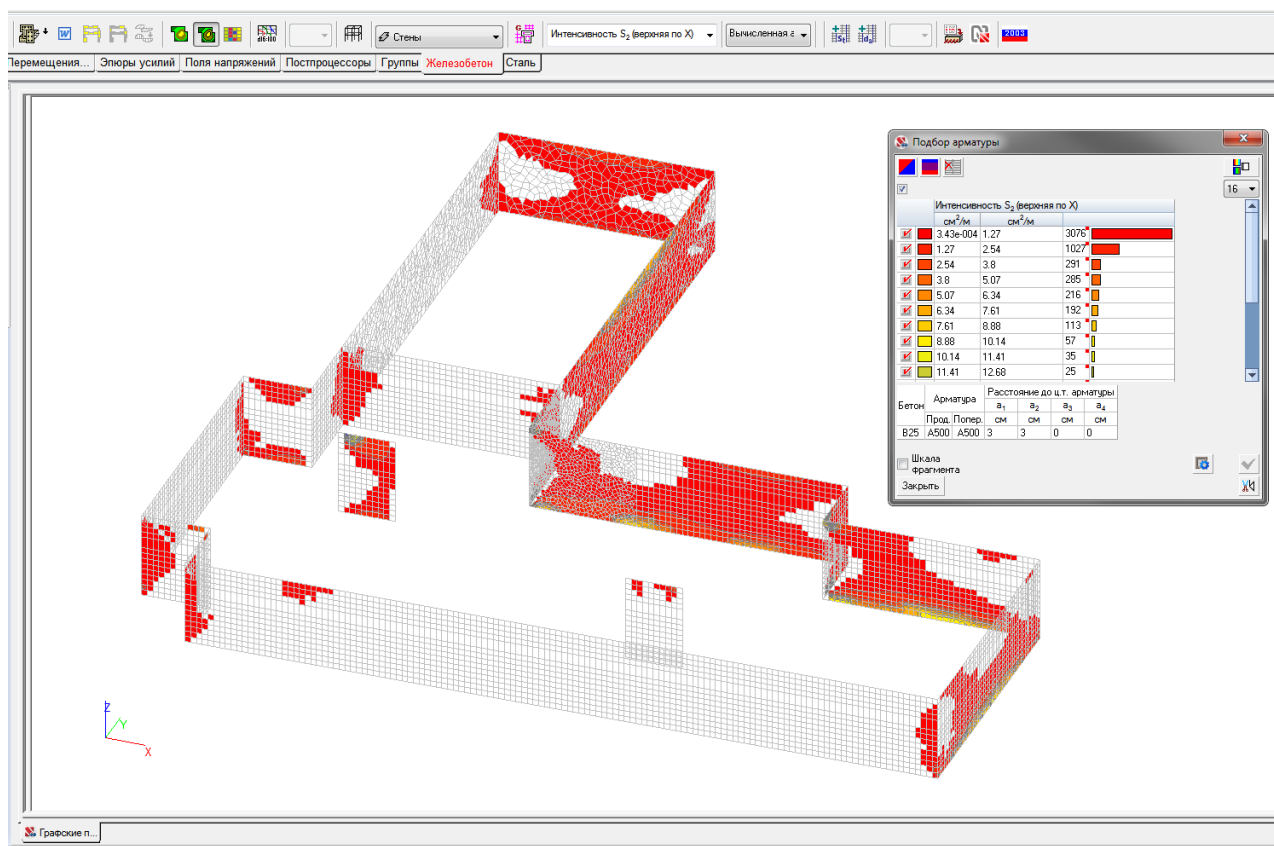 Стены
Интенсивность S₂ (верхняя по X)
Вычисленная а
2003
Перемещения... Эпюры усилий Поля напряжений Постпроцессоры Группы Железобетон Сталь
Подбор арматуры
16
Интенсивность S₂ (верхняя по X)
см²/м см²/м
3.43e-004 1.27 3076
1.27 2.54 1027
2.54 3.8 291
3.8 5.07 285
5.07 6.34 216
6.34 7.61 192
7.61 8.88 113
8.88 10.14 57
10.14 11.41 35
11.41 12.68 25
Бетон Арматура Расстояние до ц.т. арматуры
a₁ a₂ a₃ a₄
Прод. Попер. см см см см
B25 A500 A500 3 3 0 0
Шкала
фрагмента
Закрыть
Z
Y
X
Графские п...